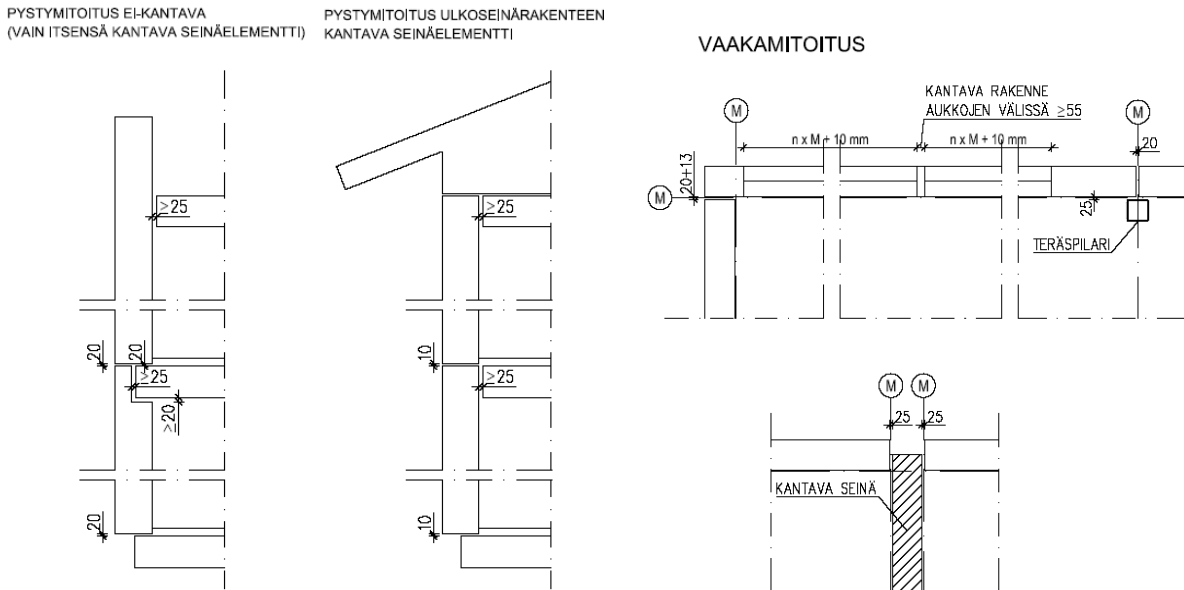 PYSTYMITOITUS EI-KANTAVA
(VAIN ITSENSÄ KANTAVA SEINÄELEMENTTI)
≥25
20
20
≥25
≥20
20
PYSTYMITOITUS ULKOSEINÄRAKENTEEN
KANTAVA SEINÄELEMENTTI
≥25
10
≥25
10
VAAKAMITOITUS
KANTAVA RAKENNE
AUKKOJEN VÄLISSÄ ≥55
M
M
n x M + 10 mm
n x M + 10 mm
20
20+13
M
25
TERÄSPILARI
M
M
25
25
KANTAVA SEINÄ